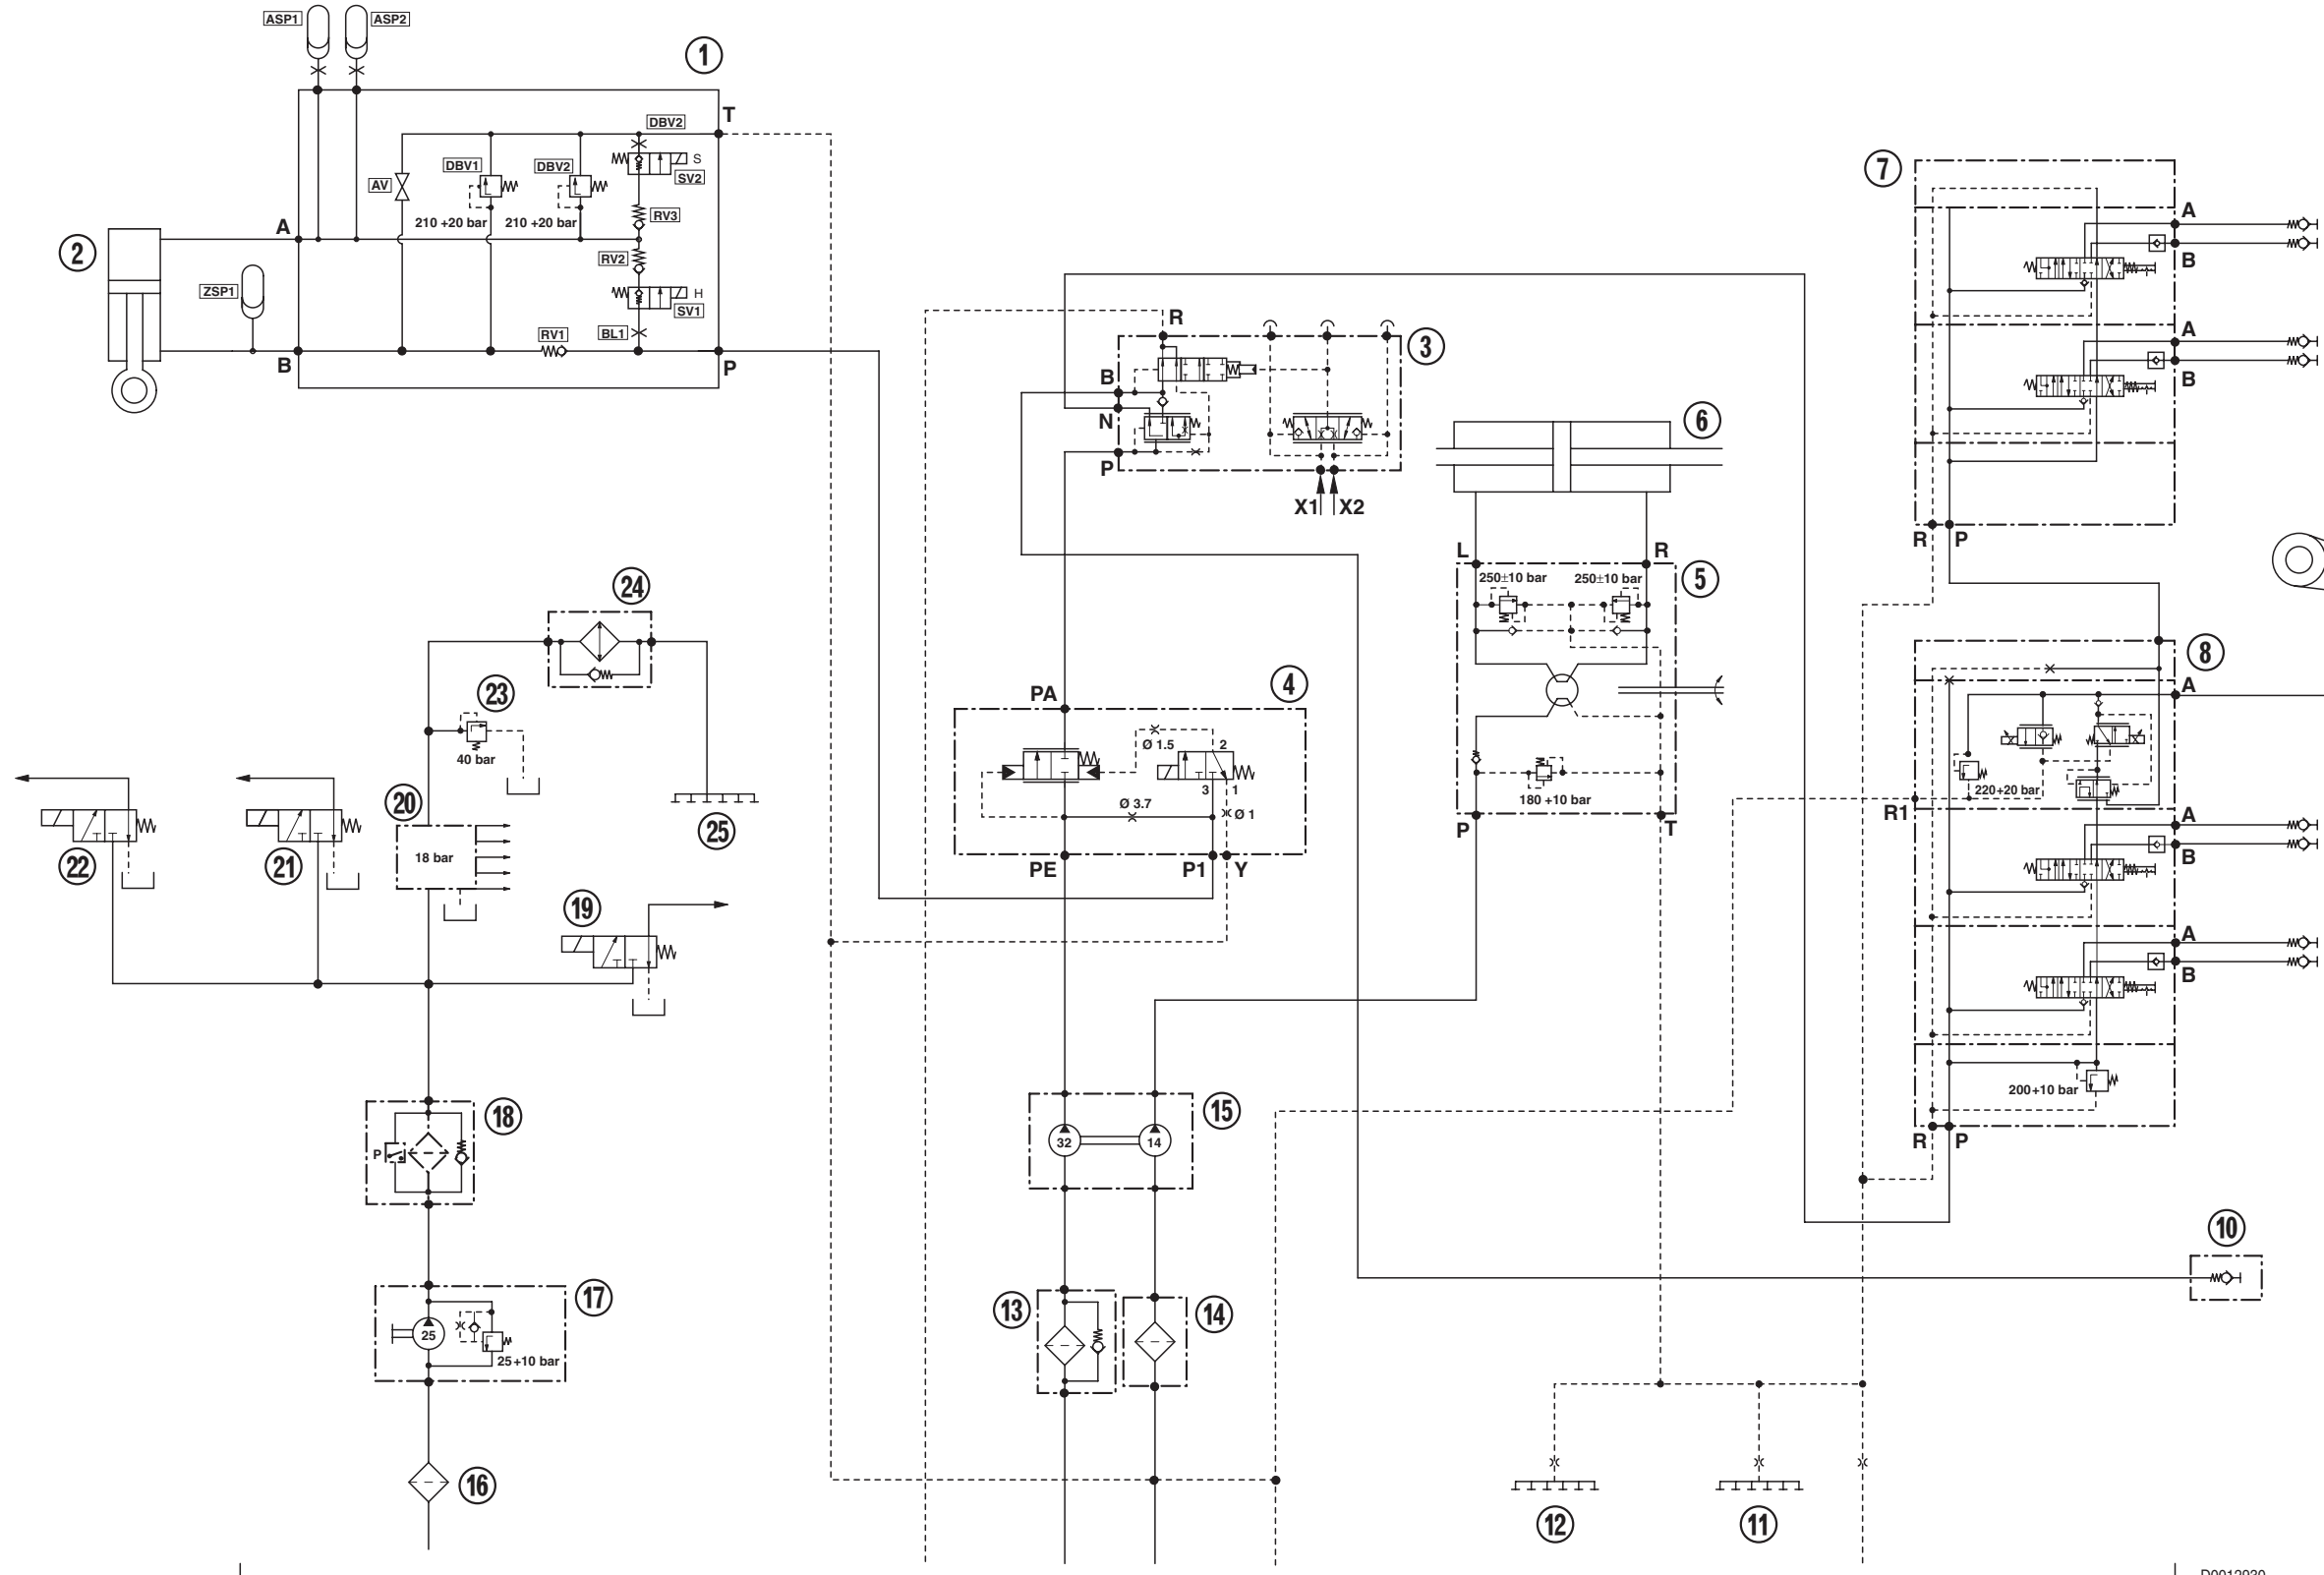 ASP1
ASP2
1
T
DBV2
DBV1
DBV2
S
SV2
AV
210 +20 bar
210 +20 bar
RV3
A
2
RV2
ZSP1
H
SV1
RV1
BL1
B
P
R
3
B
N
P
X1
X2
6
7
A
B
A
B
R
P
L
R
5
250±10 bar
250±10 bar
180 +10 bar
P
T
4
PA
Ø 1.5
2
3
1
Ø 3.7
Ø 1
PE
P1
Y
24
23
40 bar
20
18 bar
25
22
21
19
8
A
220+20 bar
R1
A
B
A
B
200+10 bar
R
P
18
P
15
32
14
17
25
25+10 bar
13
14
10
16
12
11